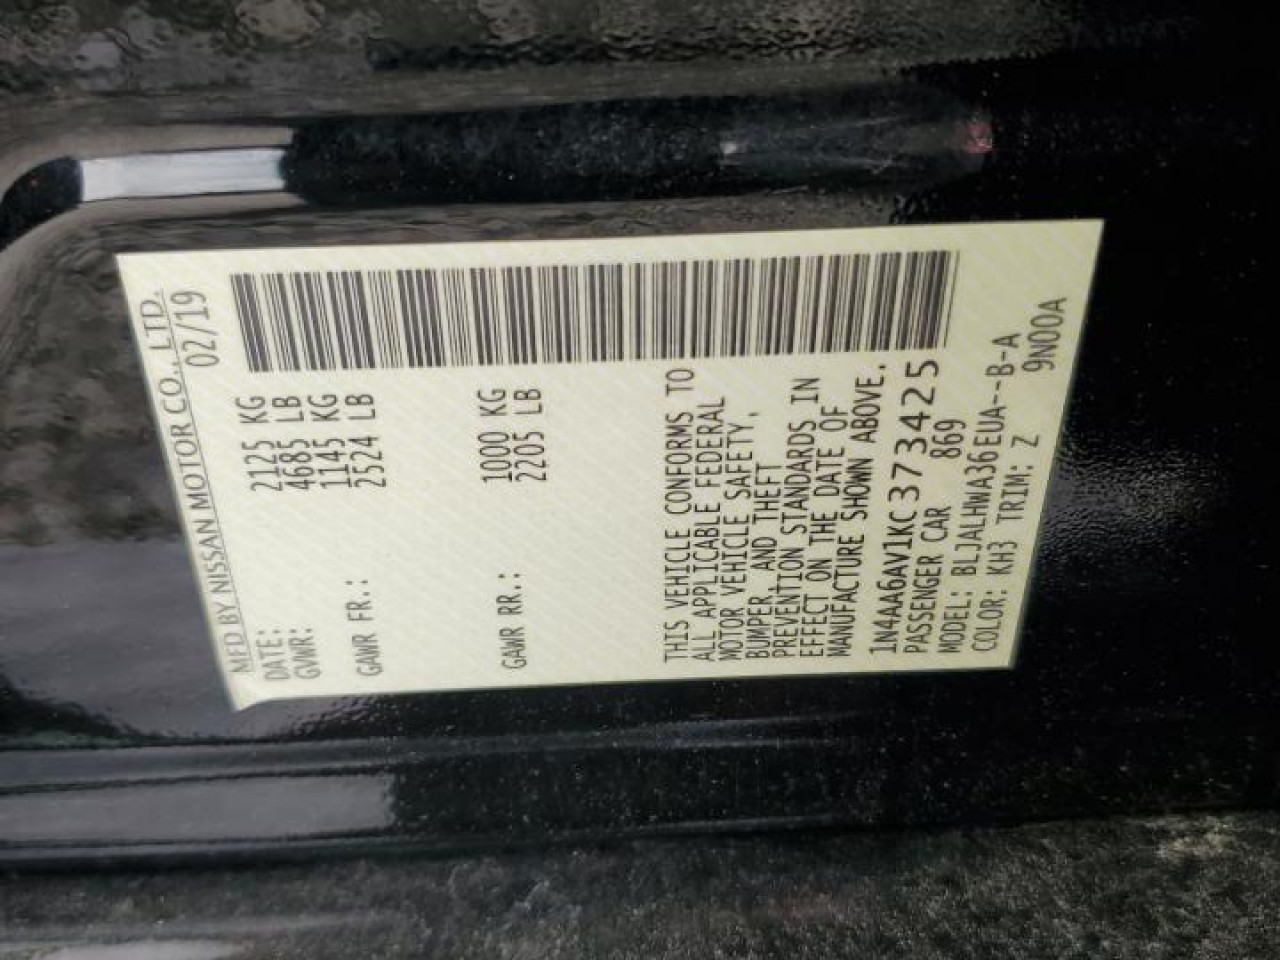 MFD BY NISSAN MOTOR CO., LTD.
DATE: 02/19
GVWR: 2125 KG
4685 LB
GAWR FR.: 1145 KG
2524 LB
GAWR RR.: 1000 KG
2205 LB
THIS VEHICLE CONFORMS TO
ALL APPLICABLE FEDERAL
MOTOR VEHICLE SAFETY,
BUMPER, AND THEFT
PREVENTION STANDARDS IN
EFFECT ON THE DATE OF
MANUFACTURE SHOWN ABOVE.
1N4AA6AV1KC373425
PASSENGER CAR 869
MODEL: BLJALHWA36EUA--B-A
COLOR: KH3 TRIM: Z 9N00A